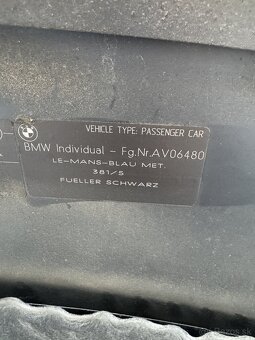 VEHICLE TYPE: PASSENGER CAR
BMW Individual - Fg.Nr.AV06480
LE-MANS-BLAU MET.
381/5
FUELLER SCHWARZ